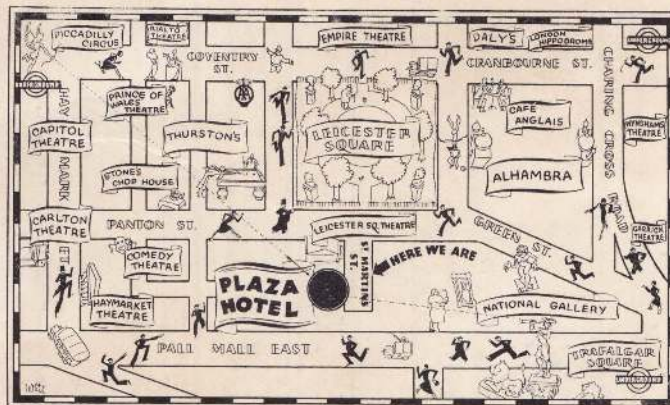 PICCADILLY
CIRCUS
RIALTO
THEATRE
COVENTRY
ST.
EMPIRE THEATRE
DALY'S
LONDON
HIPPODROME
UNDERGROUND
CRANBOURNE ST.
CHARING CROSS
ROAD
HAY
MARKET
PRINCE OF
WALES THEATRE
CAPITOL
THEATRE
THURSTON'S
LEICESTER
SQUARE
CAFE
ANGLAIS
WYNDHAMS
THEATRE
STONE'S
CHOP HOUSE
ALHAMBRA
CARLTON
THEATRE
PANTON ST.
LEICESTER SQ. THEATRE
GREEN ST.
GARRICK
THEATRE
COMEDY
THEATRE
PLAZA
HOTEL
ST MARTINS
ST.
HERE WE ARE
HAYMARKET
THEATRE
NATIONAL GALLERY
PALL MALL EAST
TRAFALGAR
SQUARE
UNDERGROUND